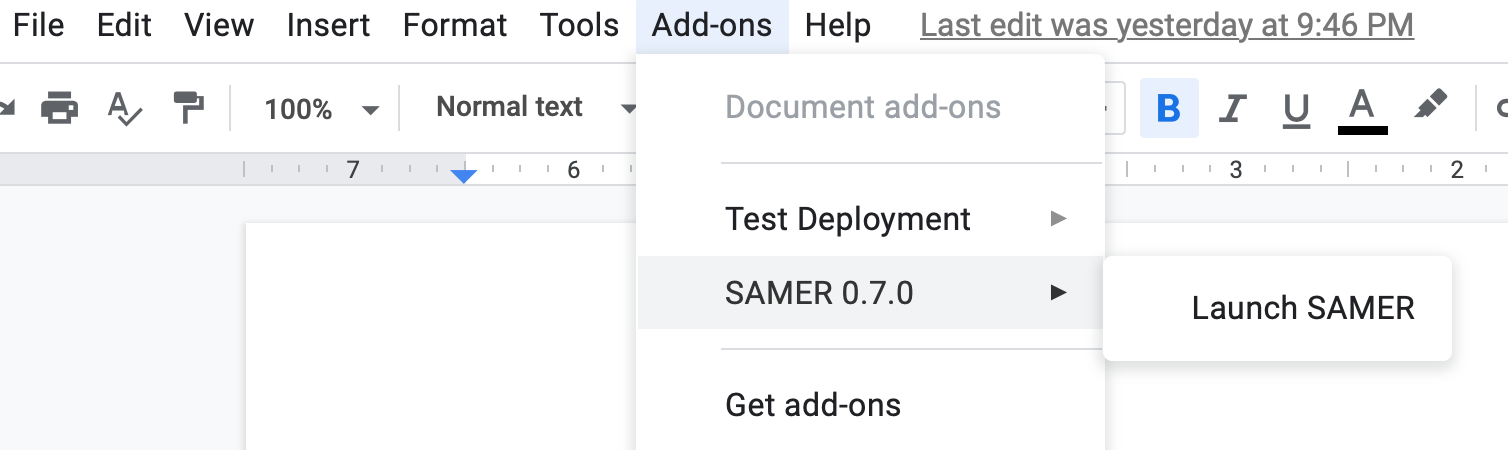 File Edit View Insert Format Tools Add-ons Help Last edit was yesterday at 9:46 PM
100% Normal text B I U A
7 6 3 2
Document add-ons
Test Deployment
SAMER 0.7.0
Launch SAMER
Get add-ons